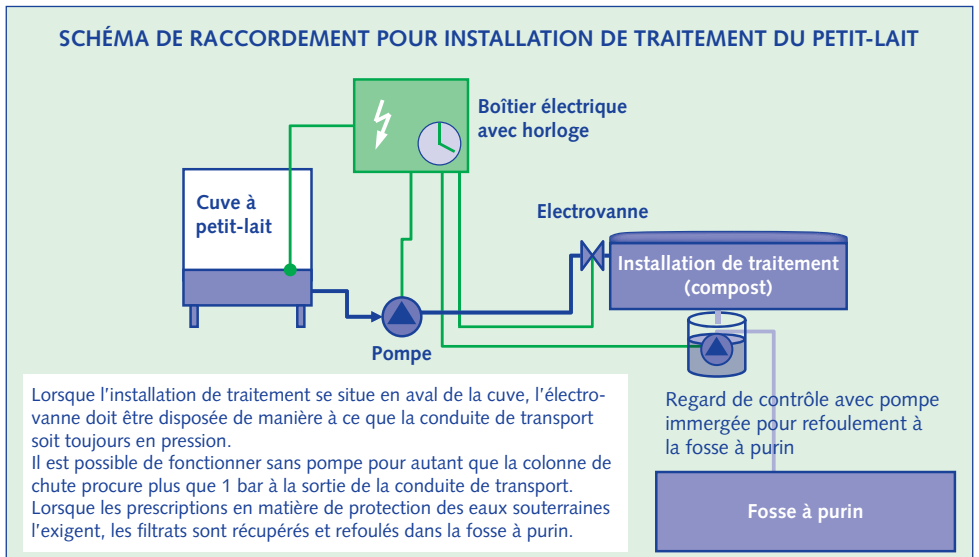 SCHÉMA DE RACCORDEMENT POUR INSTALLATION DE TRAITEMENT DU PETIT-LAIT
Boîtier électrique
avec horloge
Cuve à
petit-lait
Electrovanne
Installation de traitement
(compost)
Pompe
Lorsque l’installation de traitement se situe en aval de la cuve, l’électro-
vanne doit être disposée de manière à ce que la conduite de transport
soit toujours en pression.
Il est possible de fonctionner sans pompe pour autant que la colonne de
chute procure plus que 1 bar à la sortie de la conduite de transport.
Lorsque les prescriptions en matière de protection des eaux souterraines
l’exigent, les filtrats sont récupérés et refoulés dans la fosse à purin.
Regard de contrôle avec pompe
immergée pour refoulement à
la fosse à purin
Fosse à purin